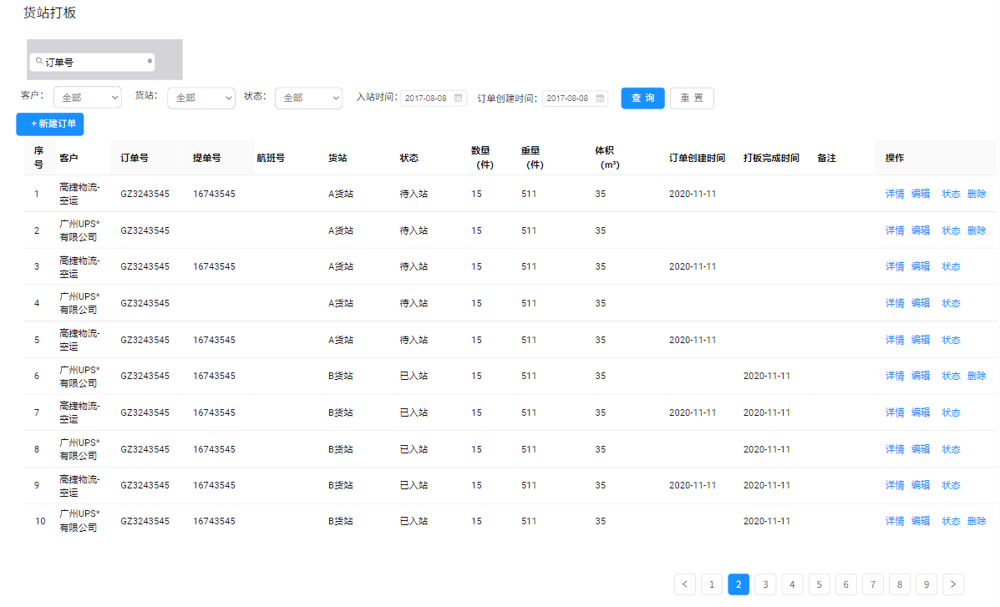 货站打板
订单号
客户： 全部 货站： 全部 状态： 全部 入站时间： 2017-08-08 订单创建时间： 2017-08-08 查 询 重 置
+ 新建订单
序号 客户 订单号 提单号 航班号 货站 状态 数量（件） 重量（件） 体积（m³） 订单创建时间 打板完成时间 备注 操作
1 高捷物流-空运 GZ3243545 16743545 A货站 待入站 15 511 35 2020-11-11 详情 编辑 状态 删除
2 广州UPS*有限公司 GZ3243545 A货站 待入站 15 511 35 详情 编辑 状态 删除
3 高捷物流-空运 GZ3243545 16743545 A货站 待入站 15 511 35 2020-11-11 详情 编辑 状态
4 广州UPS*有限公司 GZ3243545 A货站 待入站 15 511 35 详情 编辑 状态
5 高捷物流-空运 GZ3243545 16743545 A货站 待入站 15 511 35 2020-11-11 详情 编辑 状态
6 广州UPS*有限公司 GZ3243545 16743545 B货站 已入站 15 511 35 2020-11-11 详情 编辑 状态 删除
7 高捷物流-空运 GZ3243545 16743545 B货站 已入站 15 511 35 2020-11-11 2020-11-11 详情 编辑 状态
8 广州UPS*有限公司 GZ3243545 16743545 B货站 已入站 15 511 35 2020-11-11 详情 编辑 状态
9 高捷物流-空运 GZ3243545 16743545 B货站 已入站 15 511 35 2020-11-11 2020-11-11 详情 编辑 状态
10 广州UPS*有限公司 GZ3243545 16743545 B货站 已入站 15 511 35 2020-11-11 详情 编辑 状态 删除
< 1 2 3 4 5 6 7 8 9 >